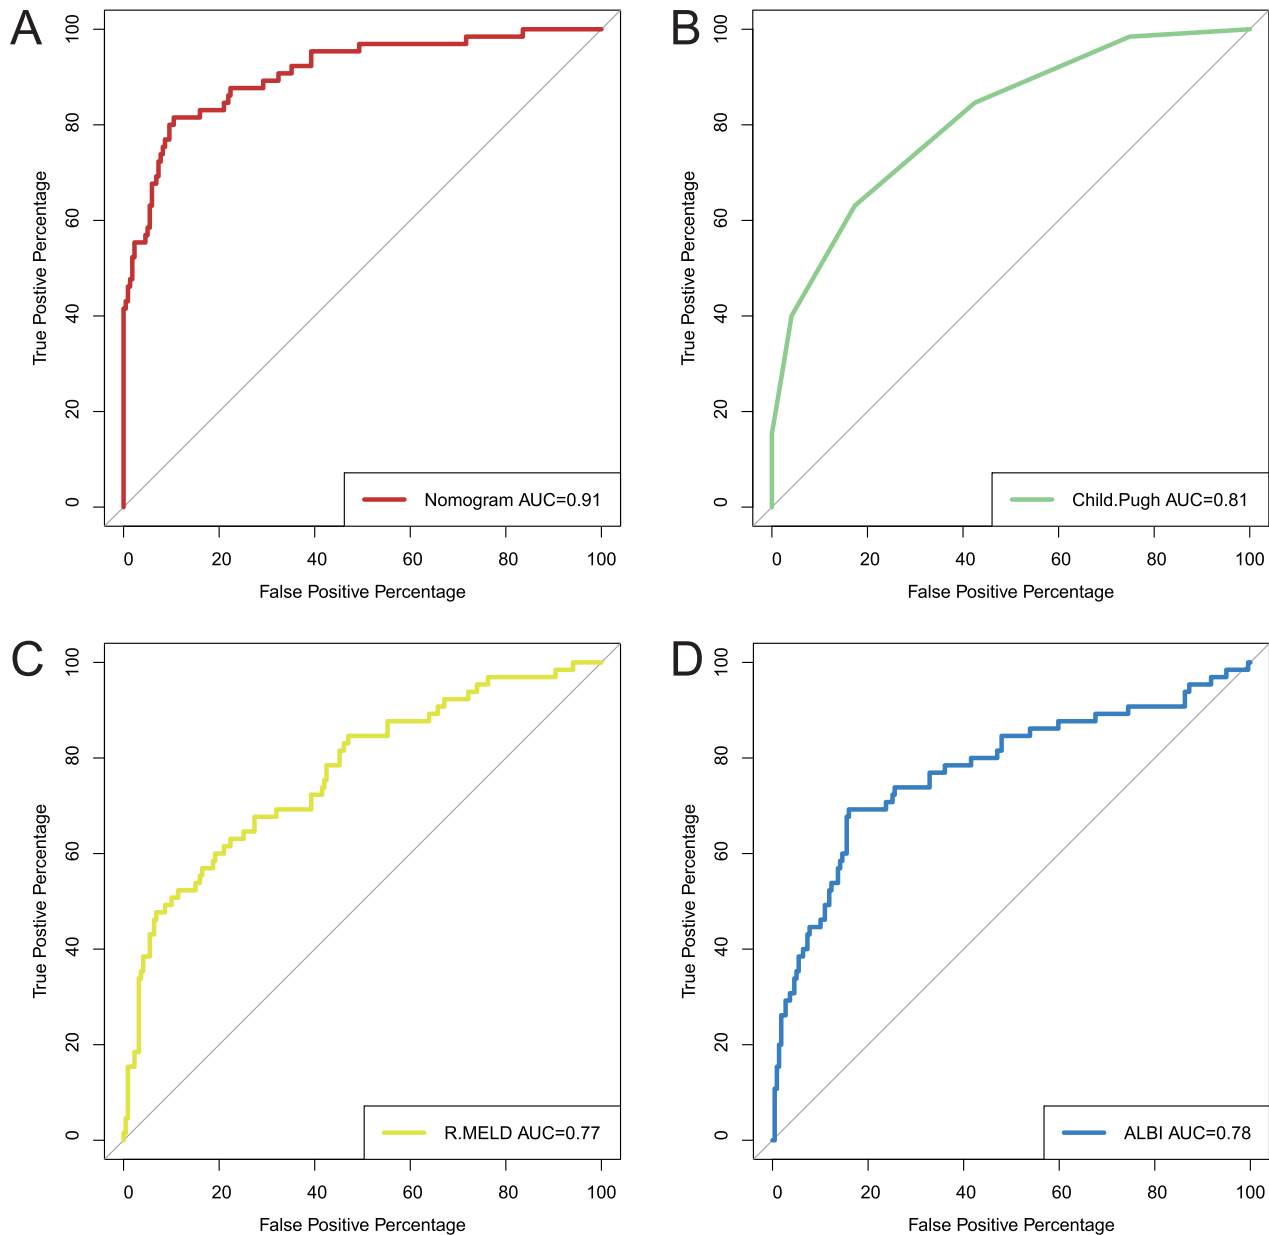 A
True Postive Percentage
0
20
40
60
80
100
Nomogram AUC=0.91
0 20 40 60 80 100
False Positive Percentage
B
True Postive Percentage
0
20
40
60
80
100
Child.Pugh AUC=0.81
0 20 40 60 80 100
False Positive Percentage
C
True Postive Percentage
0
20
40
60
80
100
R.MELD AUC=0.77
0 20 40 60 80 100
False Positive Percentage
D
True Postive Percentage
0
20
40
60
80
100
ALBI AUC=0.78
0 20 40 60 80 100
False Positive Percentage